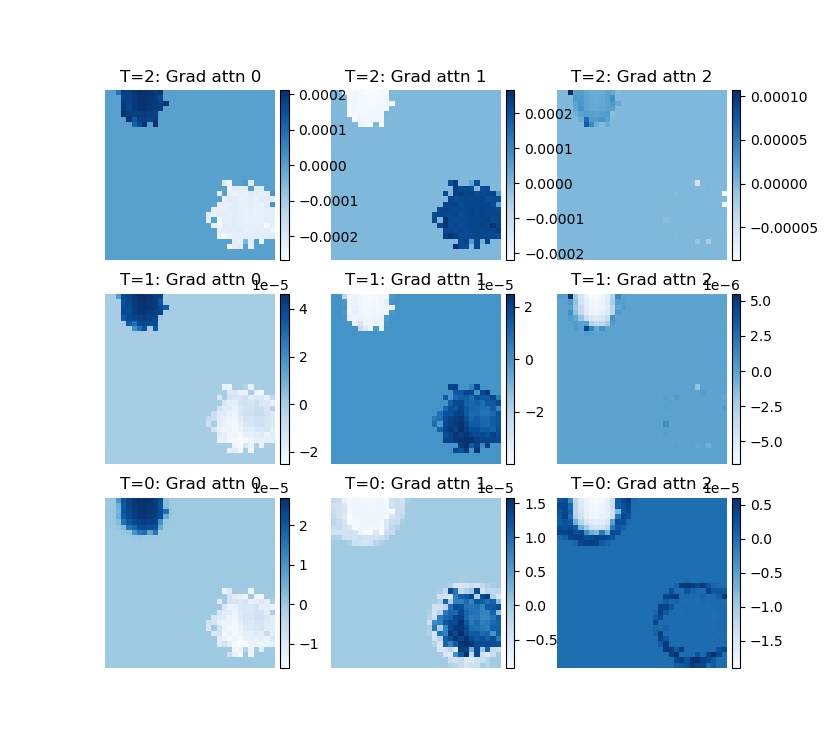 T=2: Grad attn 0
T=2: Grad attn 1
T=2: Grad attn 2
0.0002
0.0001
0.0000
−0.0001
−0.0002
0.0002
0.0001
0.0000
−0.0001
−0.0002
0.00010
0.00005
0.00000
−0.00005
T=1: Grad attn 0
1e−5
T=1: Grad attn 1
1e−5
T=1: Grad attn 2
1e−6
4
2
0
−2
2
0
−2
5.0
2.5
0.0
−2.5
−5.0
T=0: Grad attn 0
1e−5
T=0: Grad attn 1
1e−5
T=0: Grad attn 2
1e−5
2
0
−1
1.5
1.0
0.5
0.0
−0.5
0.5
0.0
−0.5
−1.0
−1.5